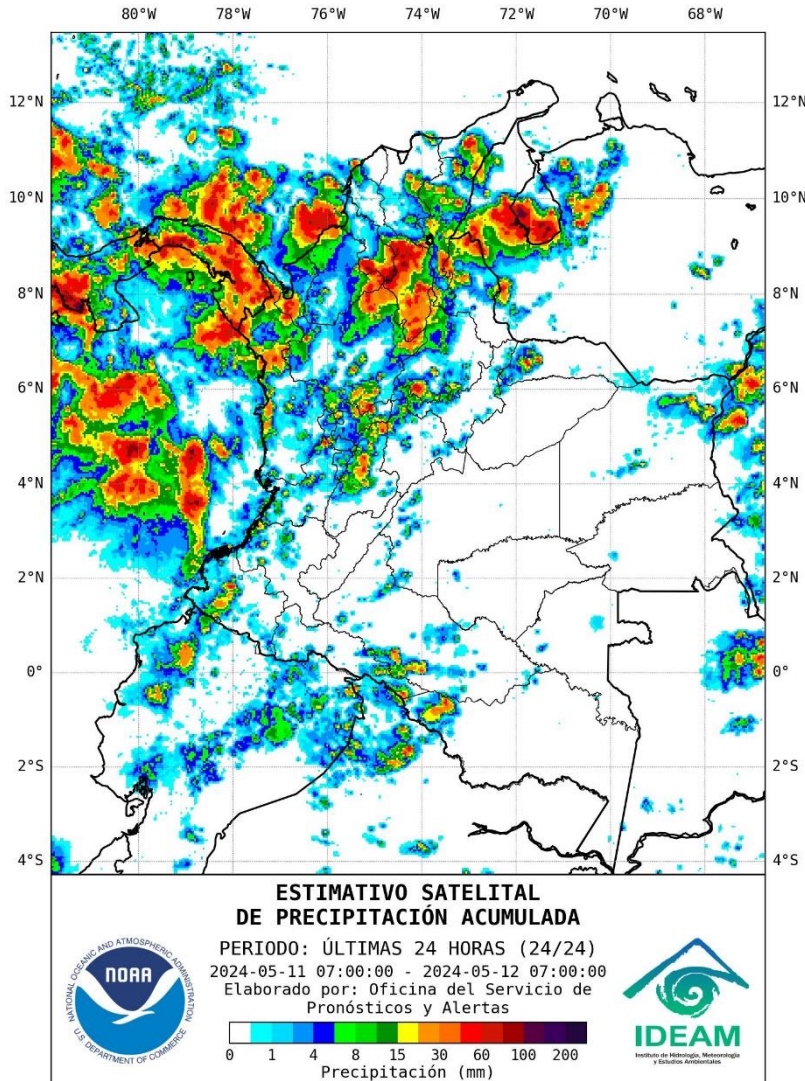 80°W 78°W 76°W 74°W 72°W 70°W 68°W
12°N 12°N
10°N 10°N
8°N 8°N
6°N 6°N
4°N 4°N
2°N 2°N
0° 0°
2°S 2°S
4°S 4°S
ESTIMATIVO SATELITAL
DE PRECIPITACIÓN ACUMULADA
PERIODO: ÚLTIMAS 24 HORAS (24/24)
2024-05-11 07:00:00 - 2024-05-12 07:00:00
Elaborado por: Oficina del Servicio de
Pronósticos y Alertas
0 1 4 8 15 30 60 100 200
Precipitación (mm)
NATIONAL OCEANIC AND ATMOSPHERIC ADMINISTRATION
NOAA
U.S. DEPARTMENT OF COMMERCE
IDEAM
Instituto de Hidrología, Meteorología
y Estudios Ambientales